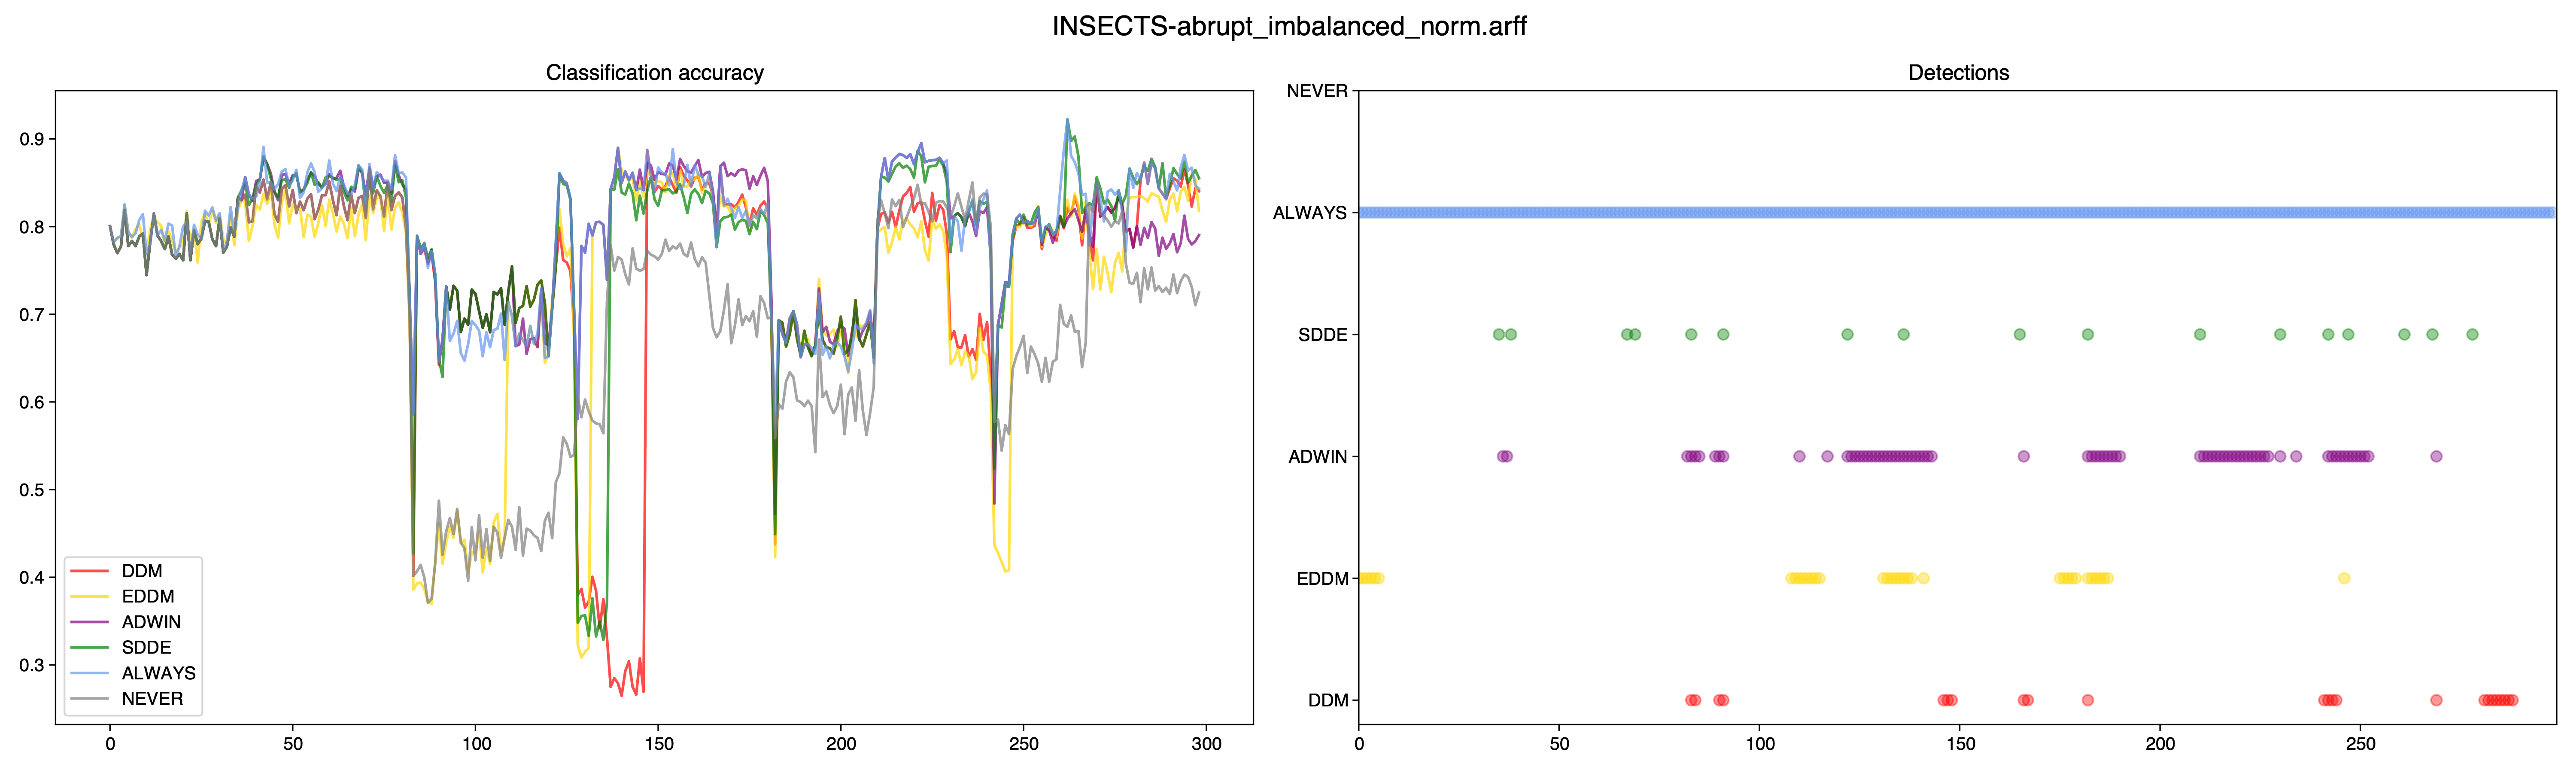 INSECTS-abrupt_imbalanced_norm.arff
Classification accuracy
0.9
0.8
0.7
0.6
0.5
0.4
0.3
0 50 100 150 200 250 300
DDM
EDDM
ADWIN
SDDE
ALWAYS
NEVER
Detections
NEVER
ALWAYS
SDDE
ADWIN
EDDM
DDM
0 50 100 150 200 250